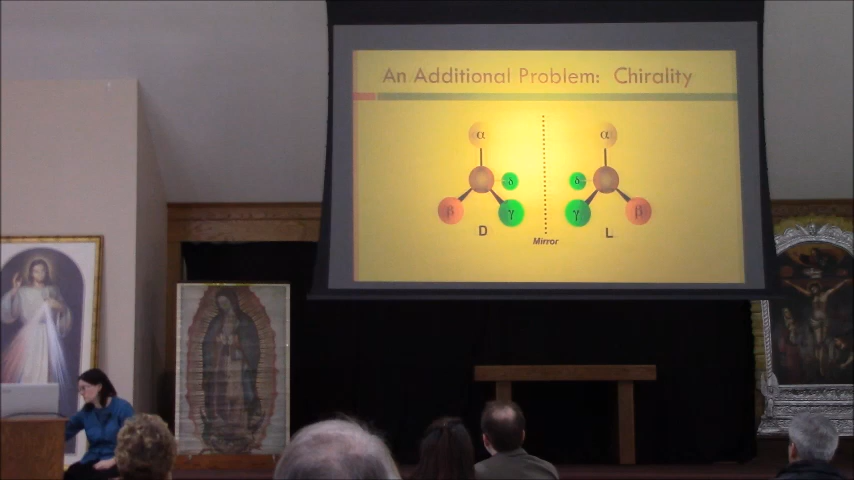 An Additional Problem: Chirality
α α
δ δ
β γ γ β
D L
Mirror